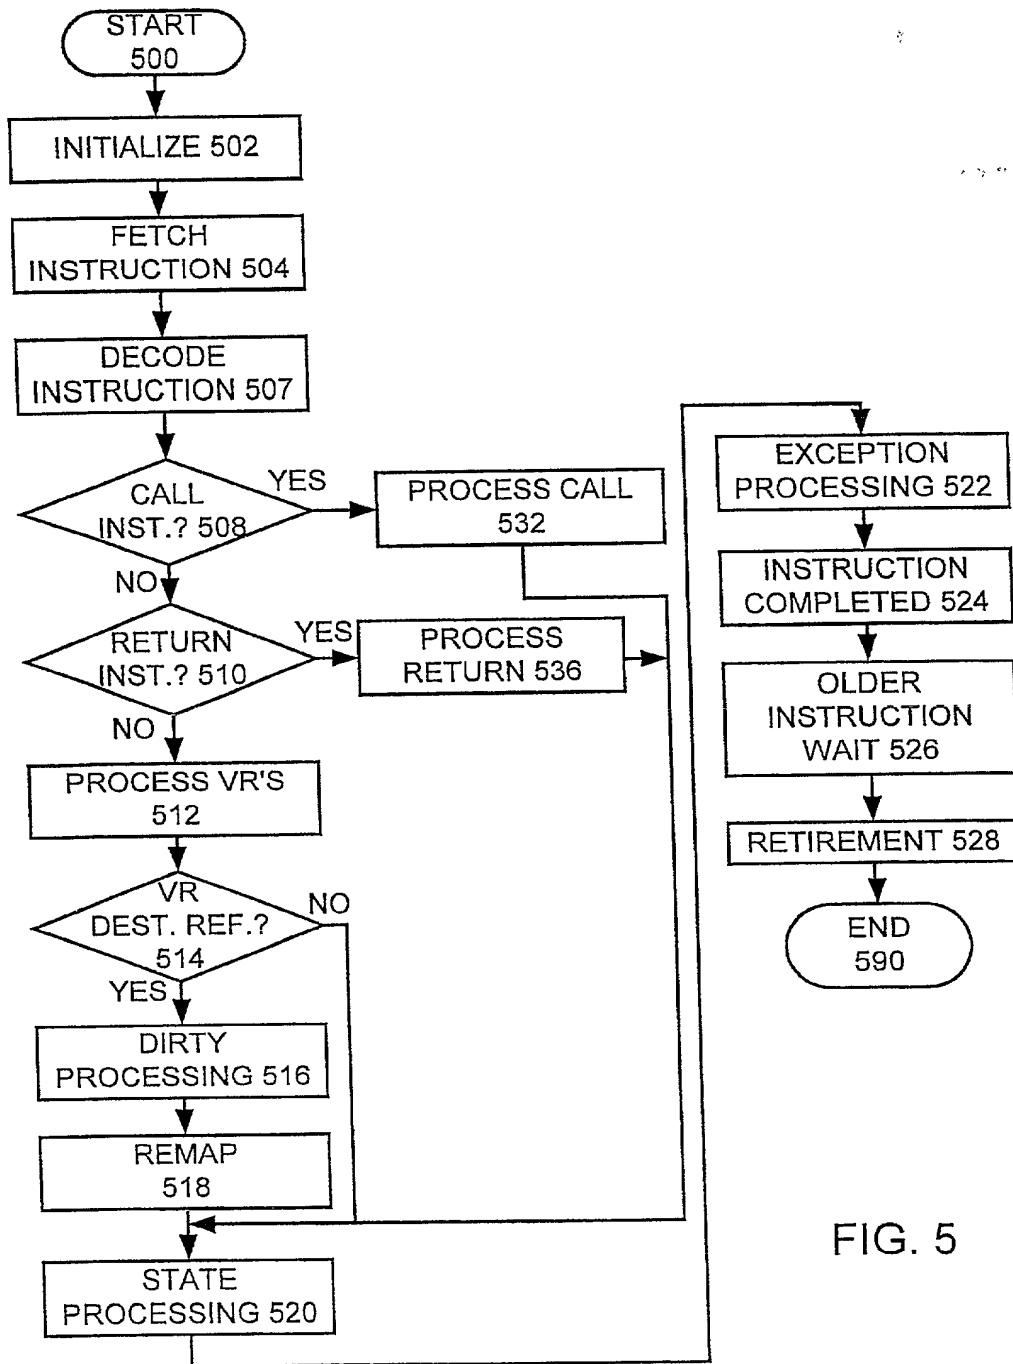 START
500
INITIALIZE 502
FETCH
INSTRUCTION 504
DECODE
INSTRUCTION 507
CALL
INST.? 508
YES
PROCESS CALL
532
NO
RETURN
INST.? 510
YES
PROCESS
RETURN 536
NO
PROCESS VR'S
512
VR
DEST. REF.?
514
NO
YES
DIRTY
PROCESSING 516
REMAP
518
STATE
PROCESSING 520
EXCEPTION
PROCESSING 522
INSTRUCTION
COMPLETED 524
OLDER
INSTRUCTION
WAIT 526
RETIREMENT 528
END
590
FIG. 5